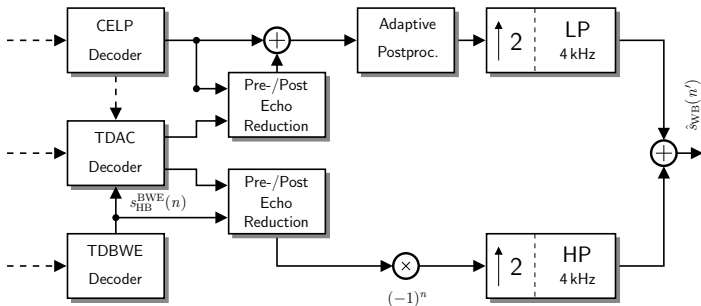 CELP
Decoder
+
Adaptive
Postproc.
↑ 2
LP
4 kHz
Pre-/Post
Echo
Reduction
TDAC
Decoder
+
ŝ_WB(n′)
s_HB^BWE(n)
Pre-/Post
Echo
Reduction
TDBWE
Decoder
×
(−1)^n
↑ 2
HP
4 kHz